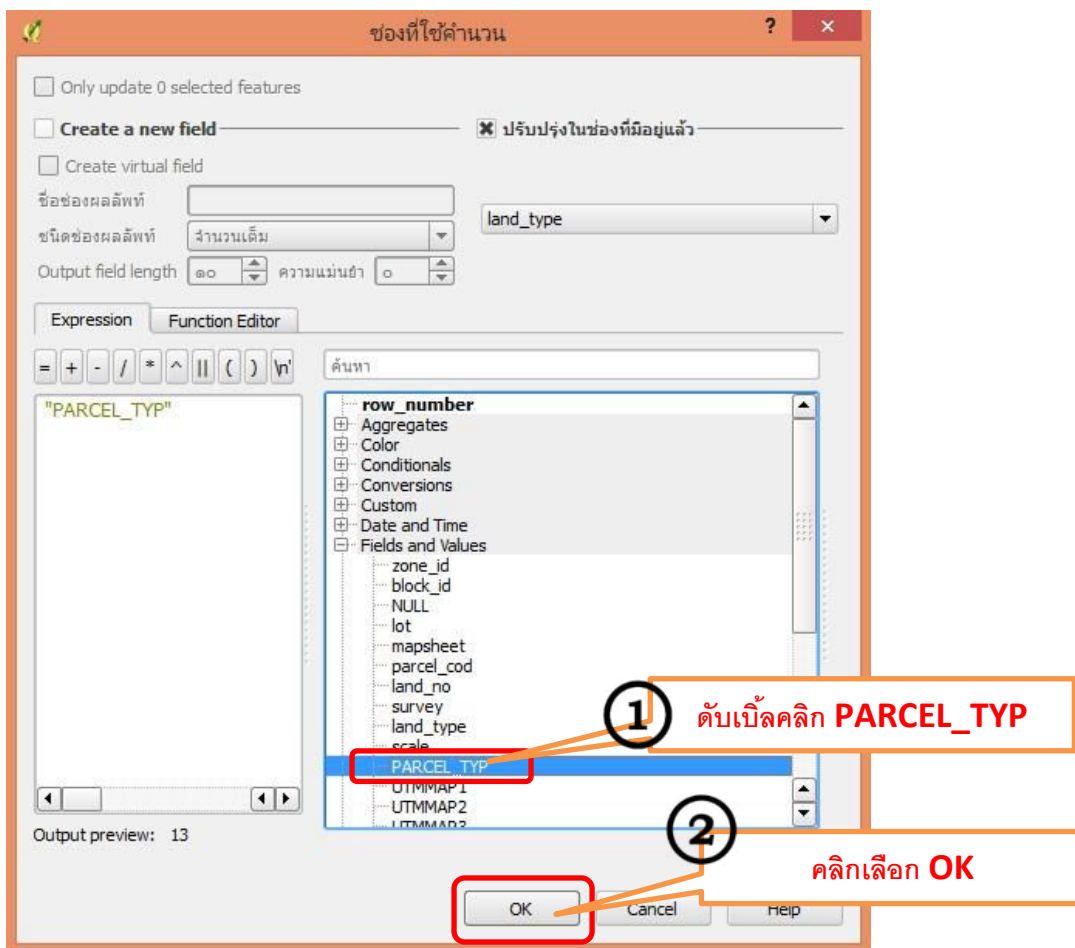 ช่องที่ใช้คำนวน
?
×
Only update 0 selected features
Create a new field
ปรับปรุ่งในช่องที่มีอยู่แล้ว
Create virtual field
ชื่อช่องผลลัพท์
land_type
ชนิดช่องผลลัพท์
จำนวนเต็ม
Output field length
๑๐
ความแม่นยำ
๐
Expression
Function Editor
= + - / * ^ || ( ) \n'
ค้นหา
"PARCEL_TYP"
row_number
Aggregates
Color
Conditionals
Conversions
Custom
Date and Time
Fields and Values
zone_id
block_id
NULL
lot
mapsheet
parcel_cod
land_no
survey
land_type
scale
PARCEL_TYP
UTMMAP1
UTMMAP2
UTMMAP3
1 ดับเบิ้ลคลิก PARCEL_TYP
Output preview: 13
2
คลิกเลือก OK
OK
Cancel
Help